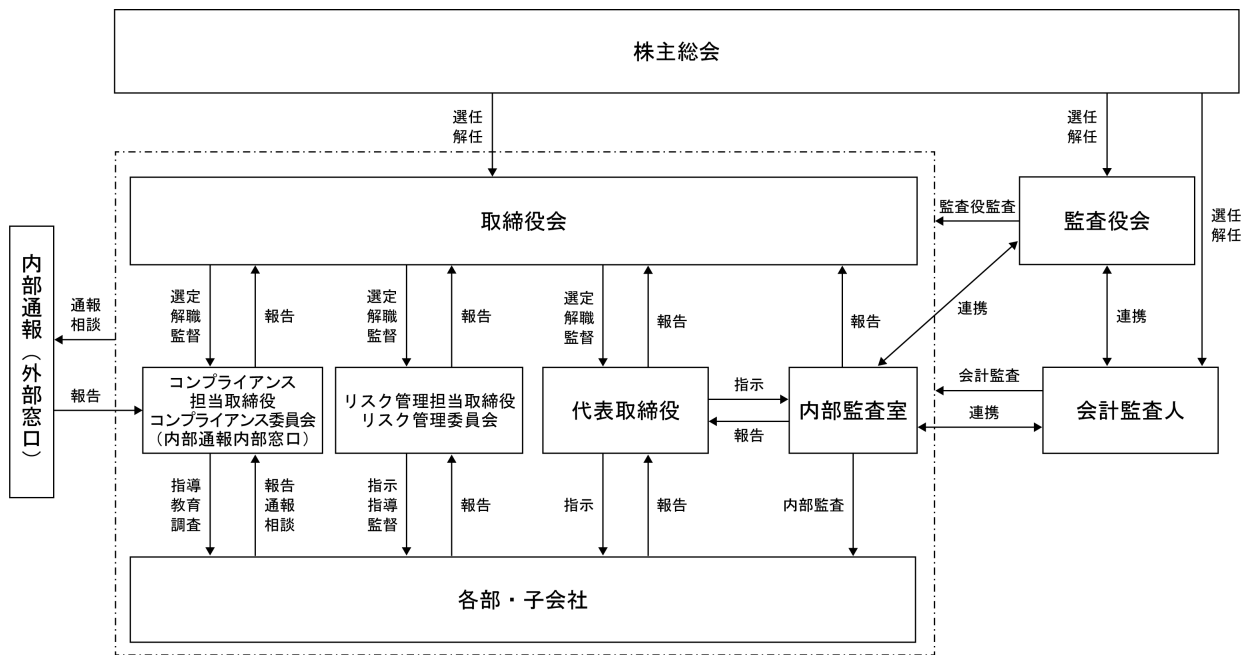 株主総会
選任
解任
選任
解任
選任
解任
取締役会
監査役監査
監査役会
内部通報（外部窓口）
通報
相談
報告
選定
解職
監督
報告
選定
解職
監督
報告
選定
解職
監督
報告
報告
連携
連携
コンプライアンス
担当取締役
コンプライアンス委員会
（内部通報内部窓口）
リスク管理担当取締役
リスク管理委員会
代表取締役
指示
報告
内部監査室
会計監査
連携
会計監査人
指導
教育
調査
報告
通報
相談
指示
指導
監督
報告
指示
報告
内部監査
各部・子会社